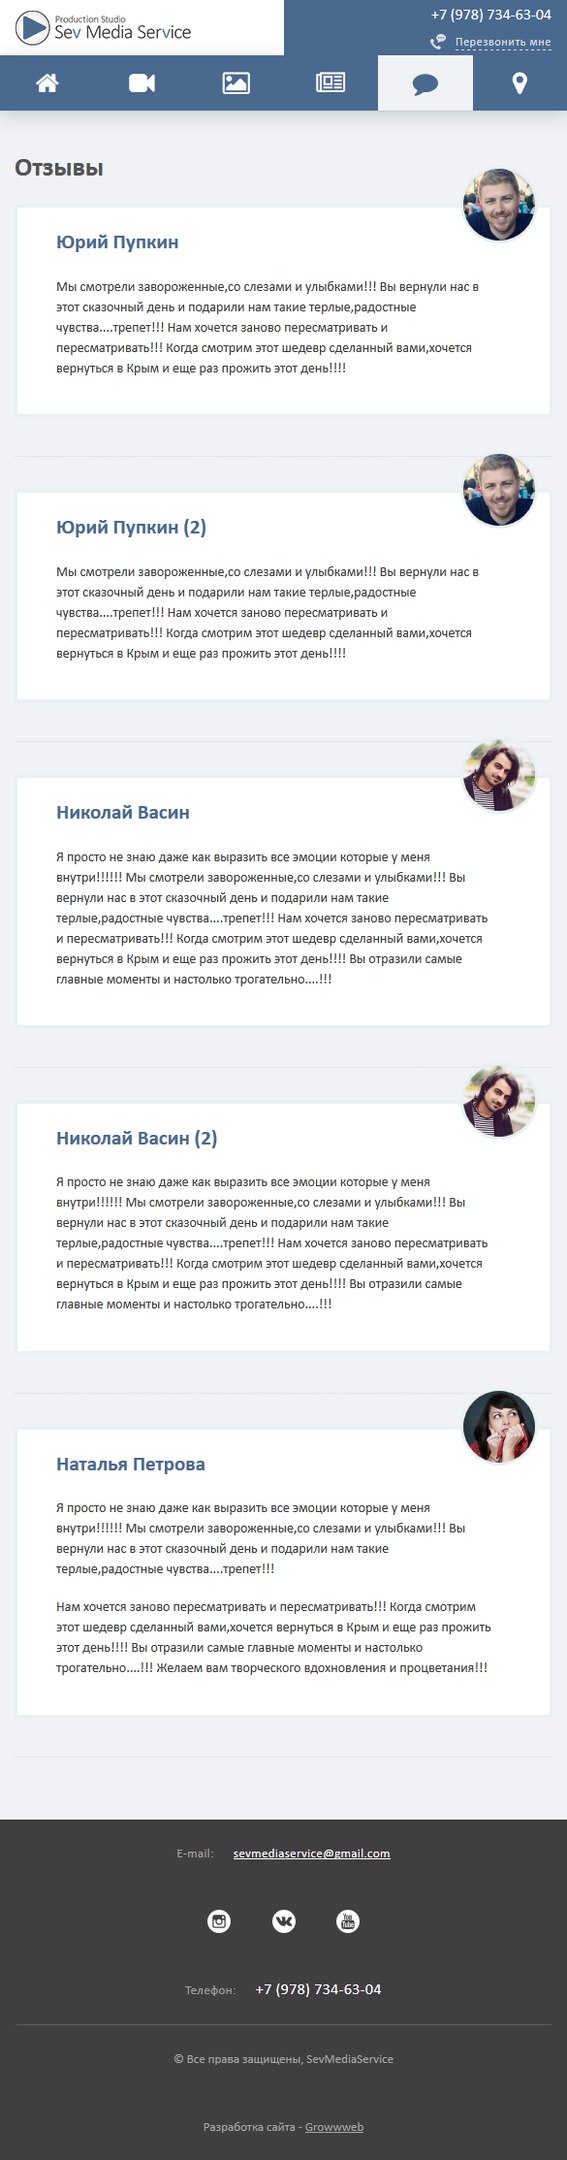 Production Studio
Sev Media Service
+7 (978) 734-63-04
Перезвонить мне
Отзывы
Юрий Пупкин
Мы смотрели завороженные,со слезами и улыбками!!! Вы вернули нас в
этот сказочный день и подарили нам такие терлые,радостные
чувства....трепет!!! Нам хочется заново пересматривать и
пересматривать!!! Когда смотрим этот шедевр сделанный вами,хочется
вернуться в Крым и еще раз прожить этот день!!!!
Юрий Пупкин (2)
Мы смотрели завороженные,со слезами и улыбками!!! Вы вернули нас в
этот сказочный день и подарили нам такие терлые,радостные
чувства....трепет!!! Нам хочется заново пересматривать и
пересматривать!!! Когда смотрим этот шедевр сделанный вами,хочется
вернуться в Крым и еще раз прожить этот день!!!!
Николай Васин
Я просто не знаю даже как выразить все эмоции которые у меня
внутри!!!!!! Мы смотрели завороженные,со слезами и улыбками!!! Вы
вернули нас в этот сказочный день и подарили нам такие
терлые,радостные чувства....трепет!!! Нам хочется заново пересматривать
и пересматривать!!! Когда смотрим этот шедевр сделанный вами,хочется
вернуться в Крым и еще раз прожить этот день!!!! Вы отразили самые
главные моменты и настолько трогательно....!!!
Николай Васин (2)
Я просто не знаю даже как выразить все эмоции которые у меня
внутри!!!!!! Мы смотрели завороженные,со слезами и улыбками!!! Вы
вернули нас в этот сказочный день и подарили нам такие
терлые,радостные чувства....трепет!!! Нам хочется заново пересматривать
и пересматривать!!! Когда смотрим этот шедевр сделанный вами,хочется
вернуться в Крым и еще раз прожить этот день!!!! Вы отразили самые
главные моменты и настолько трогательно....!!!
Наталья Петрова
Я просто не знаю даже как выразить все эмоции которые у меня
внутри!!!!!! Мы смотрели завороженные,со слезами и улыбками!!! Вы
вернули нас в этот сказочный день и подарили нам такие
терлые,радостные чувства....трепет!!!
Нам хочется заново пересматривать и пересматривать!!! Когда смотрим
этот шедевр сделанный вами,хочется вернуться в Крым и еще раз прожить
этот день!!!! Вы отразили самые главные моменты и настолько
трогательно....!!! Желаем вам творческого вдохновления и процветания!!!
E-mail: sevmediaservice@gmail.com
You Tube
Телефон: +7 (978) 734-63-04
© Все права защищены, SevMediaService
Разработка сайта - Growwweb